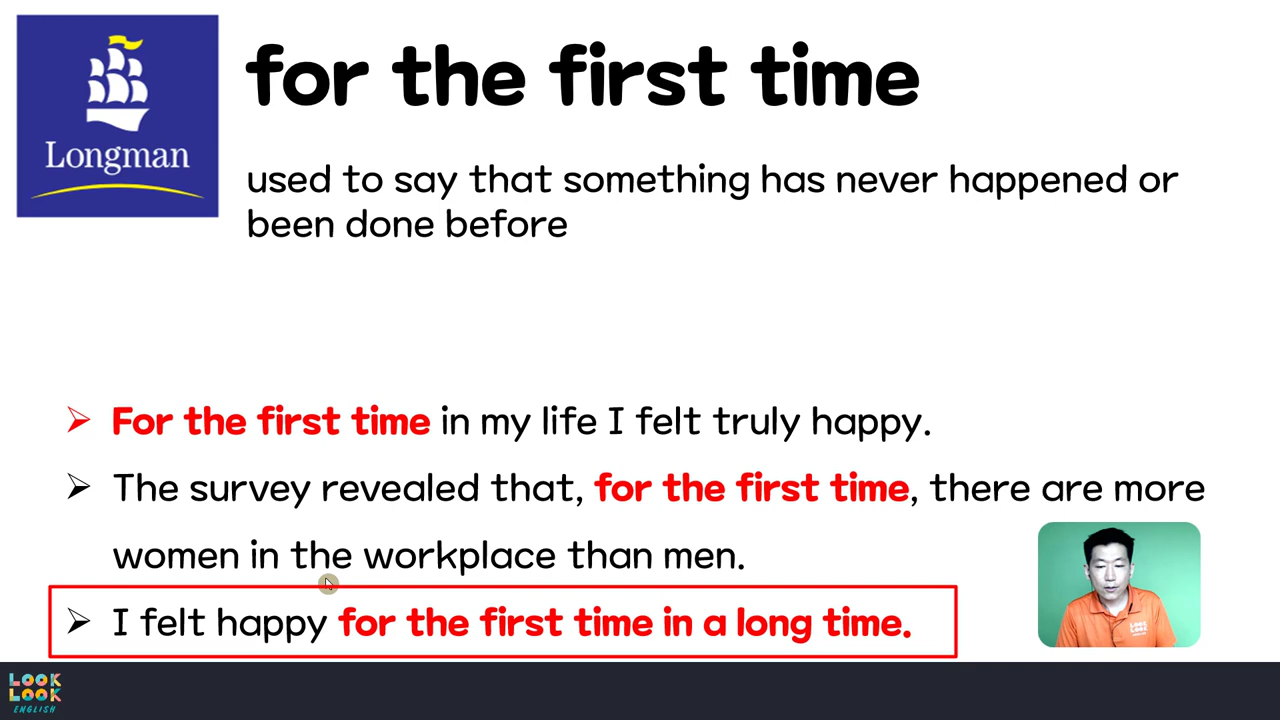 Longman
for the first time
used to say that something has never happened or
been done before
➢ For the first time in my life I felt truly happy.
➢ The survey revealed that, for the first time, there are more
women in the workplace than men.
➢ I felt happy for the first time in a long time.
LOOK
LOOK
LOOK
LOOK
ENGLISH